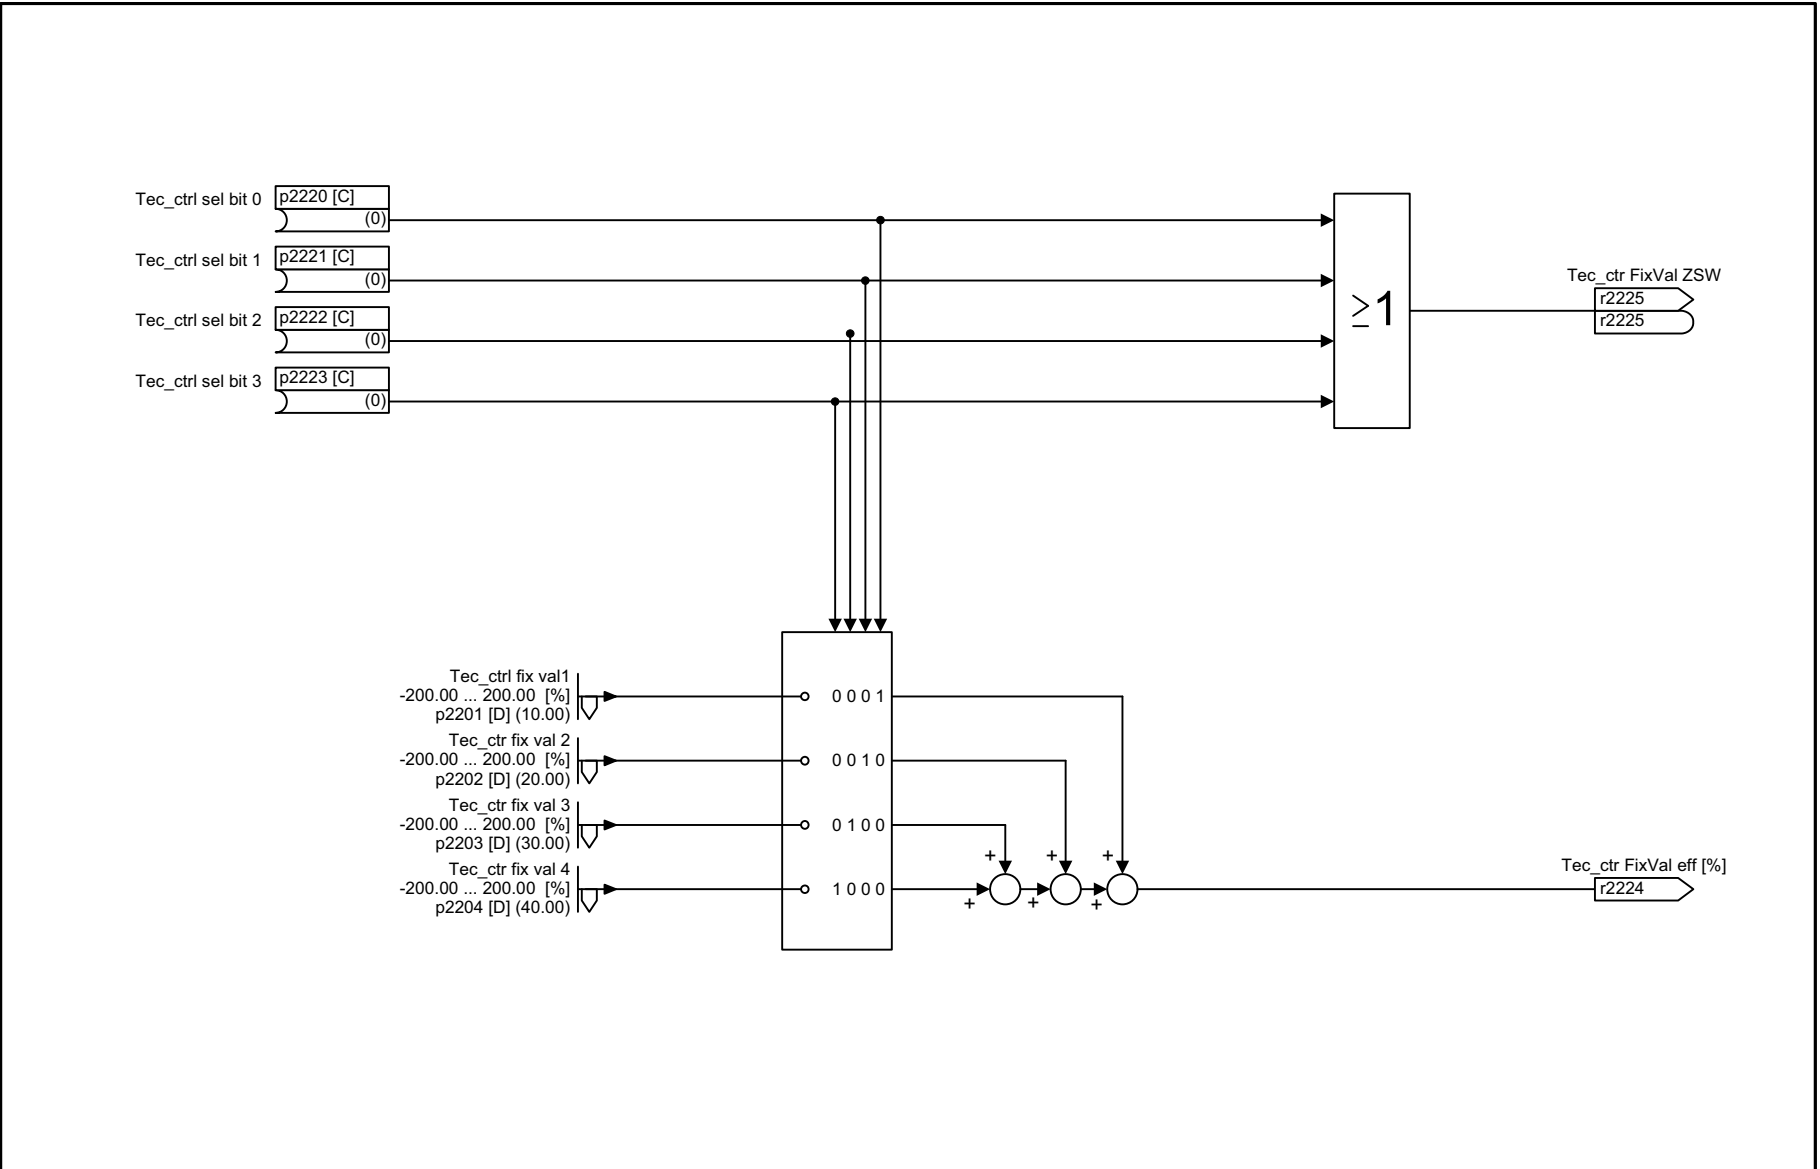 Tec_ctrl sel bit 0
p2220 [C]
(0)
Tec_ctrl sel bit 1
p2221 [C]
(0)
Tec_ctrl sel bit 2
p2222 [C]
(0)
Tec_ctrl sel bit 3
p2223 [C]
(0)
≥1
Tec_ctr FixVal ZSW
r2225
r2225
Tec_ctrl fix val1
-200.00 ... 200.00 [%]
p2201 [D] (10.00)
0 0 0 1
Tec_ctr fix val 2
-200.00 ... 200.00 [%]
p2202 [D] (20.00)
0 0 1 0
Tec_ctr fix val 3
-200.00 ... 200.00 [%]
p2203 [D] (30.00)
0 1 0 0
Tec_ctr fix val 4
-200.00 ... 200.00 [%]
p2204 [D] (40.00)
1 0 0 0
+ + +
+ + +
Tec_ctr FixVal eff [%]
r2224